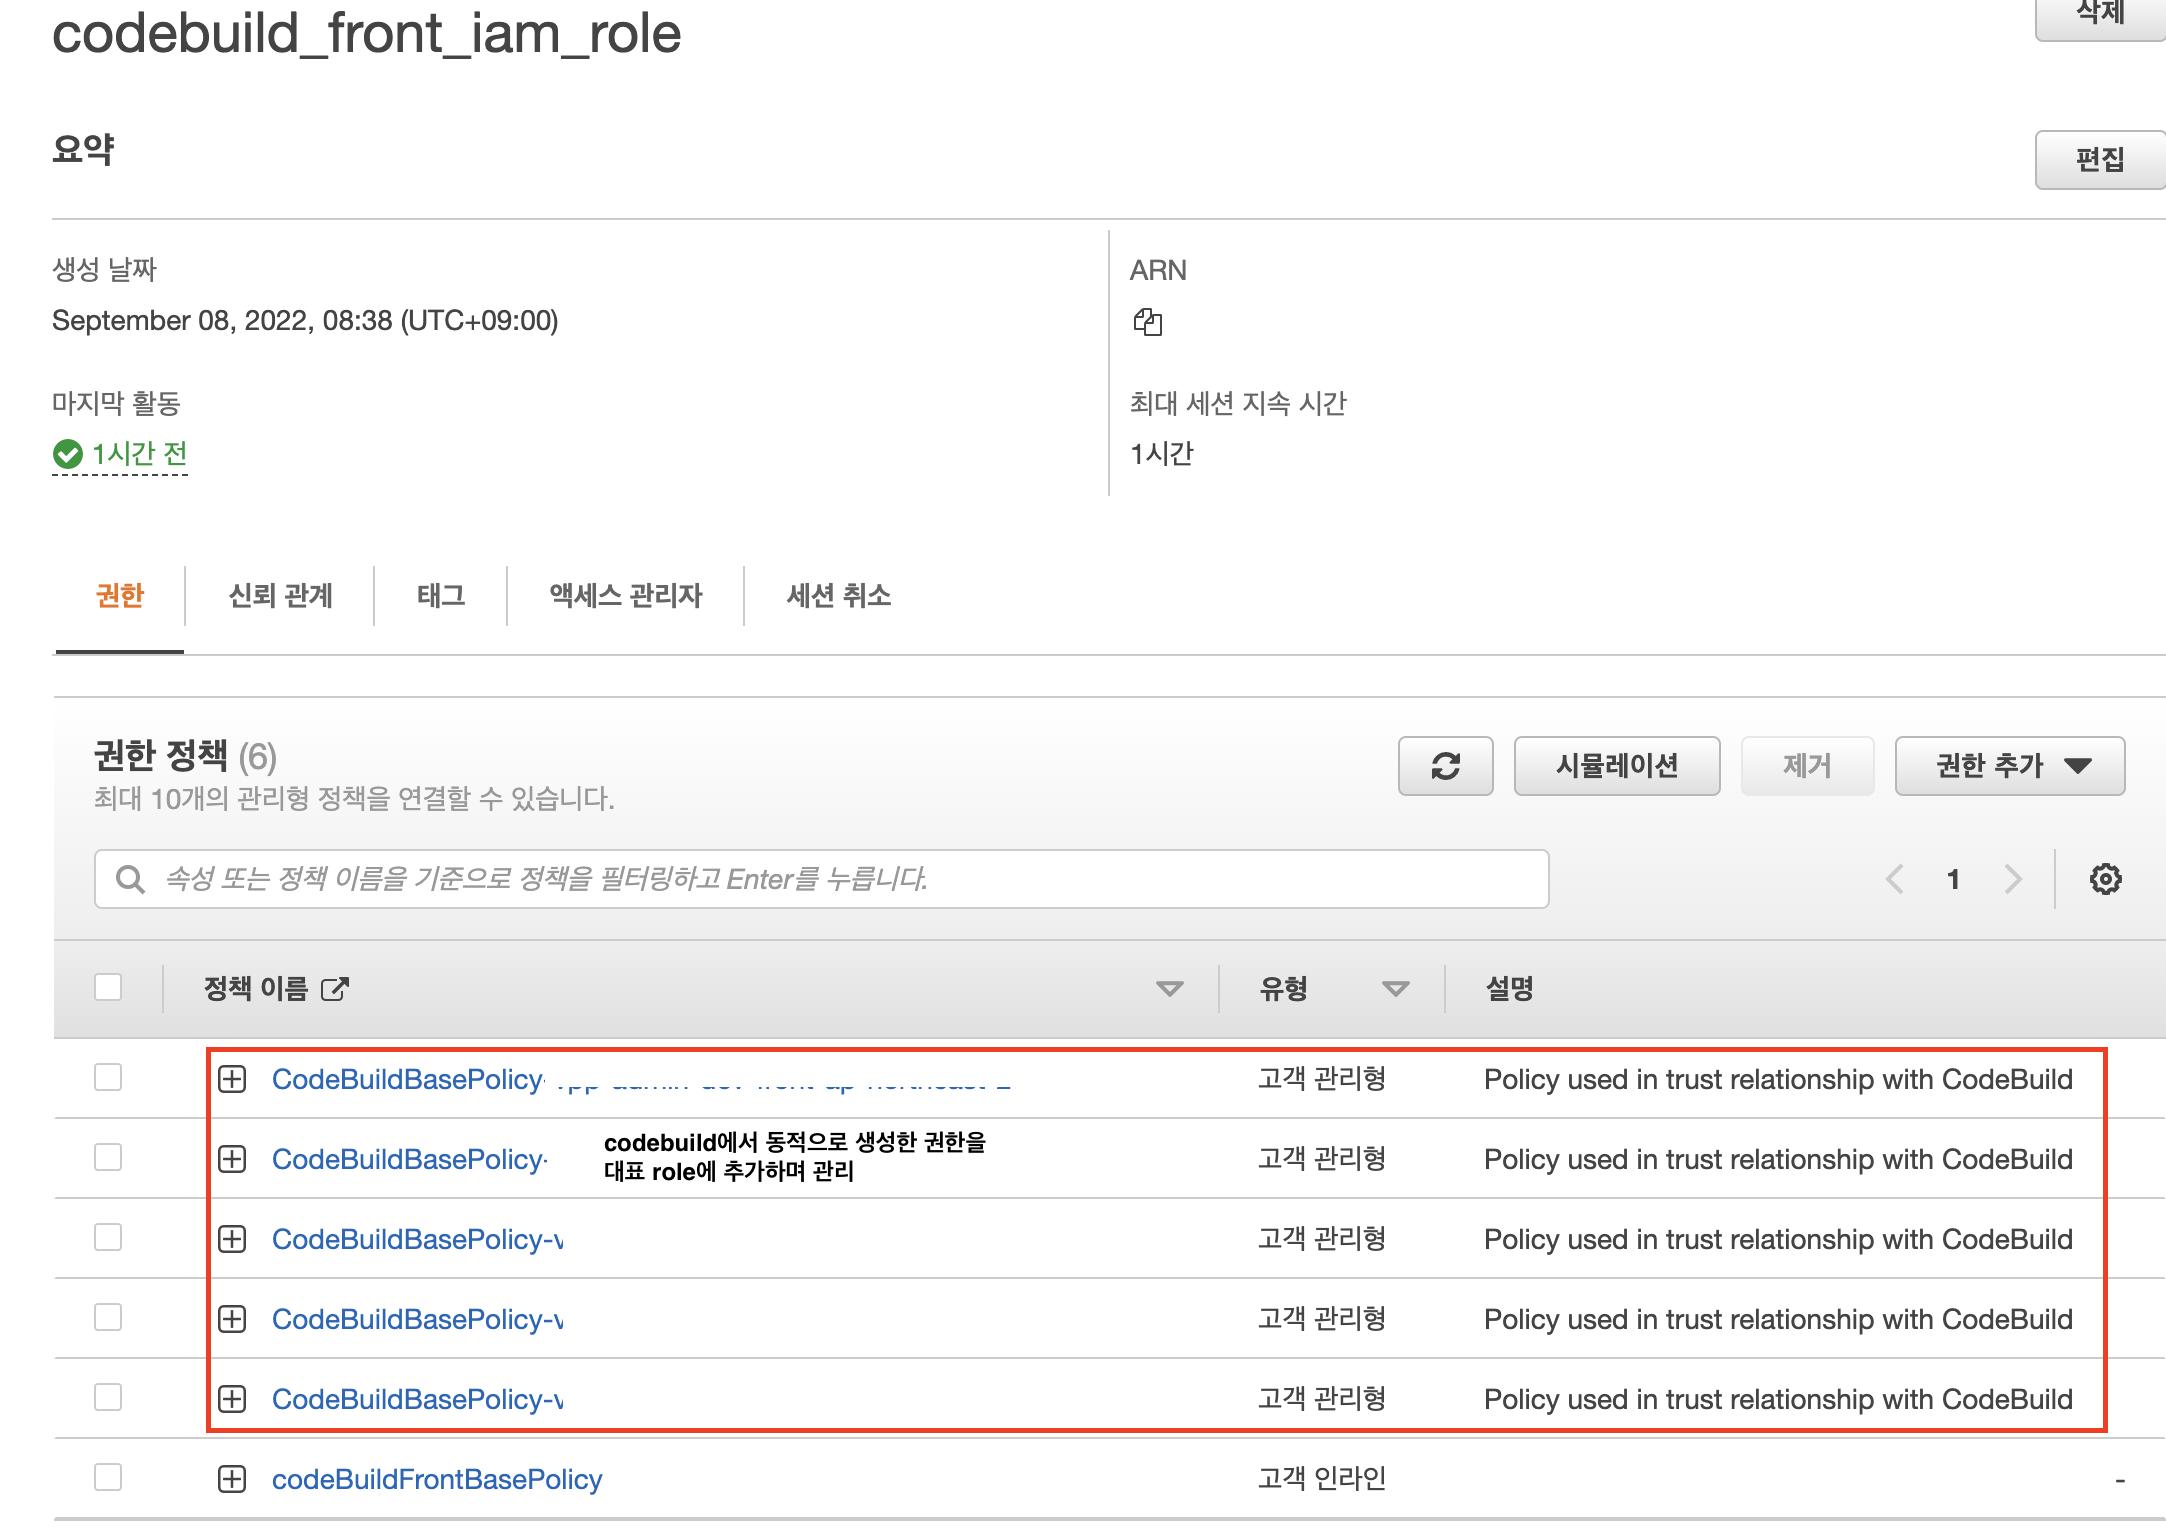 codebuild_front_iam_role
삭제
요약
편집
생성 날짜
ARN
September 08, 2022, 08:38 (UTC+09:00)
마지막 활동
최대 세션 지속 시간
1시간 전
1시간
권한
신뢰 관계
태그
액세스 관리자
세션 취소
권한 정책 (6)
최대 10개의 관리형 정책을 연결할 수 있습니다.
시뮬레이션
제거
권한 추가
속성 또는 정책 이름을 기준으로 정책을 필터링하고 Enter를 누릅니다.
1
정책 이름
유형
설명
CodeBuildBasePolicy- 고객 관리형 Policy used in trust relationship with CodeBuild
CodeBuildBasePolicy- 고객 관리형 Policy used in trust relationship with CodeBuild
codebuild에서 동적으로 생성한 권한을
대표 role에 추가하며 관리
CodeBuildBasePolicy-v 고객 관리형 Policy used in trust relationship with CodeBuild
CodeBuildBasePolicy-v 고객 관리형 Policy used in trust relationship with CodeBuild
CodeBuildBasePolicy-v 고객 관리형 Policy used in trust relationship with CodeBuild
codeBuildFrontBasePolicy 고객 인라인 -